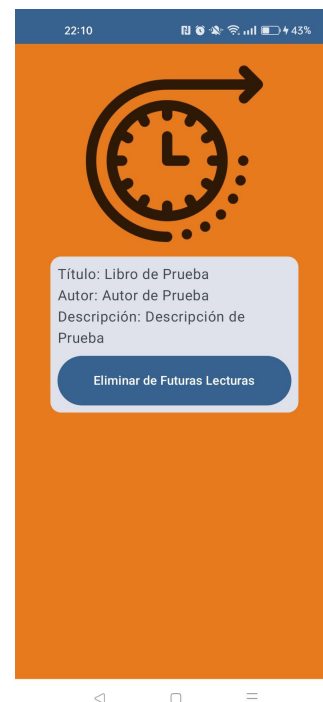 22:10 43%
Título: Libro de Prueba
Autor: Autor de Prueba
Descripción: Descripción de
Prueba
Eliminar de Futuras Lecturas